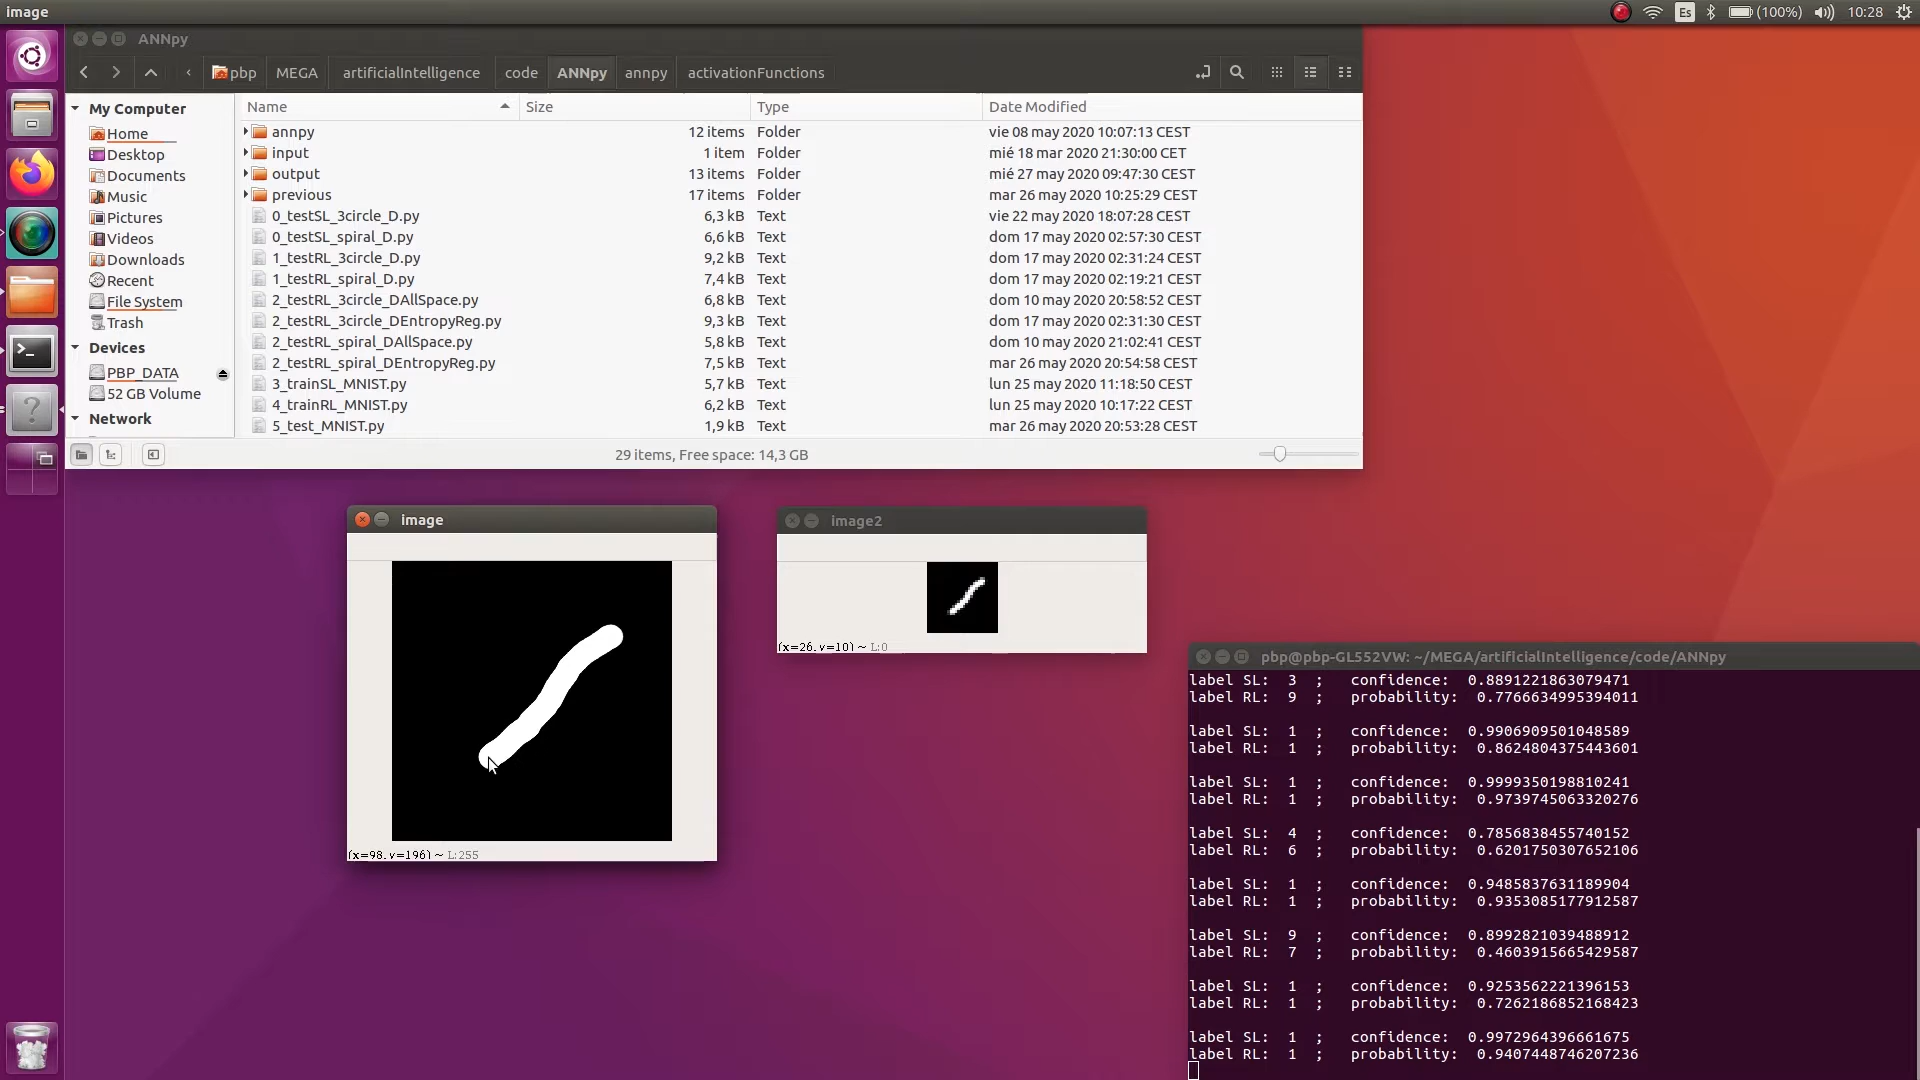 image
Es
(100%)
10:28
ANNpy
pbp
MEGA
artificialIntelligence
code
ANNpy
annpy
activationFunctions
My Computer
Home
Desktop
Documents
Music
Pictures
Videos
Downloads
Recent
File System
Trash
Devices
PBP_DATA
52 GB Volume
Network
Name Size Type Date Modified
annpy 12 items Folder vie 08 may 2020 10:07:13 CEST
input 1 item Folder mié 18 mar 2020 21:30:00 CET
output 13 items Folder mié 27 may 2020 09:47:30 CEST
previous 17 items Folder mar 26 may 2020 10:25:29 CEST
0_testSL_3circle_D.py 6,3 kB Text vie 22 may 2020 18:07:28 CEST
0_testSL_spiral_D.py 6,6 kB Text dom 17 may 2020 02:57:30 CEST
1_testRL_3circle_D.py 9,2 kB Text dom 17 may 2020 02:31:24 CEST
1_testRL_spiral_D.py 7,4 kB Text dom 17 may 2020 02:19:21 CEST
2_testRL_3circle_DAllSpace.py 6,8 kB Text dom 10 may 2020 20:58:52 CEST
2_testRL_3circle_DEntropyReg.py 9,3 kB Text dom 17 may 2020 02:31:30 CEST
2_testRL_spiral_DAllSpace.py 5,8 kB Text dom 10 may 2020 21:02:41 CEST
2_testRL_spiral_DEntropyReg.py 7,5 kB Text mar 26 may 2020 20:54:58 CEST
3_trainSL_MNIST.py 5,7 kB Text lun 25 may 2020 11:18:50 CEST
4_trainRL_MNIST.py 6,2 kB Text lun 25 may 2020 10:17:22 CEST
5_test_MNIST.py 1,9 kB Text mar 26 may 2020 20:53:28 CEST
29 items, Free space: 14,3 GB
image
(x=98, y=196) ~ L:255
image2
(x=26, y=10) ~ L:0
pbp@pbp-GL552VW: ~/MEGA/artificialIntelligence/code/ANNpy
label SL: 3 ; confidence: 0.8891221863079471
label RL: 9 ; probability: 0.7766634995394011
label SL: 1 ; confidence: 0.9906909501048589
label RL: 1 ; probability: 0.8624804375443601
label SL: 1 ; confidence: 0.9999350198810241
label RL: 1 ; probability: 0.9739745063320276
label SL: 4 ; confidence: 0.7856838455740152
label RL: 6 ; probability: 0.6201750307652106
label SL: 1 ; confidence: 0.9485837631189904
label RL: 1 ; probability: 0.9353085177912587
label SL: 9 ; confidence: 0.8992821039488912
label RL: 7 ; probability: 0.4603915665429587
label SL: 1 ; confidence: 0.9253562221396153
label RL: 1 ; probability: 0.7262186852168423
label SL: 1 ; confidence: 0.9972964396661675
label RL: 1 ; probability: 0.9407448746207236